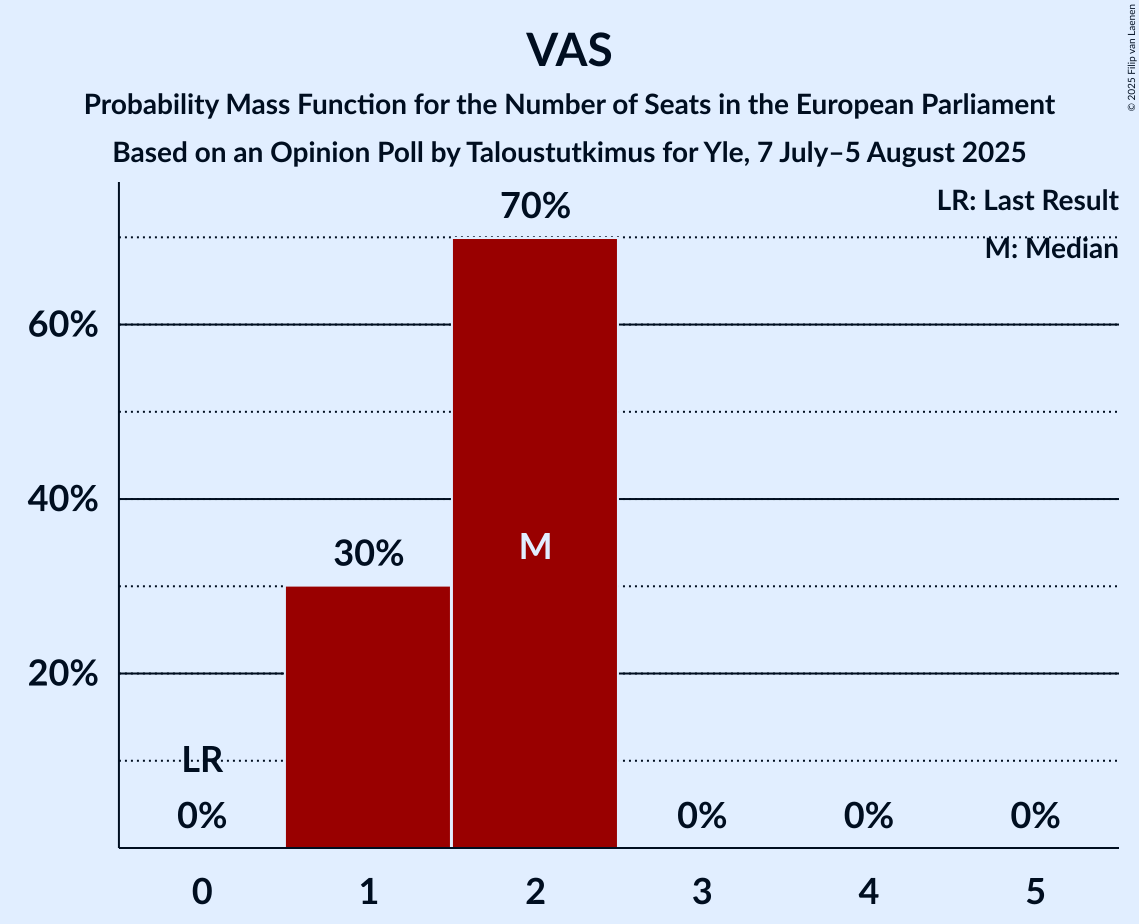 VAS
Probability Mass Function for the Number of Seats in the European Parliament
Based on an Opinion Poll by Taloustutkimus for Yle, 7 July–5 August 2025
© 2025 Filip van Laenen
LR: Last Result
M: Median
70%
60%
40%
30%
M
20%
LR
0%
0%
0%
0%
0
1
2
3
4
5